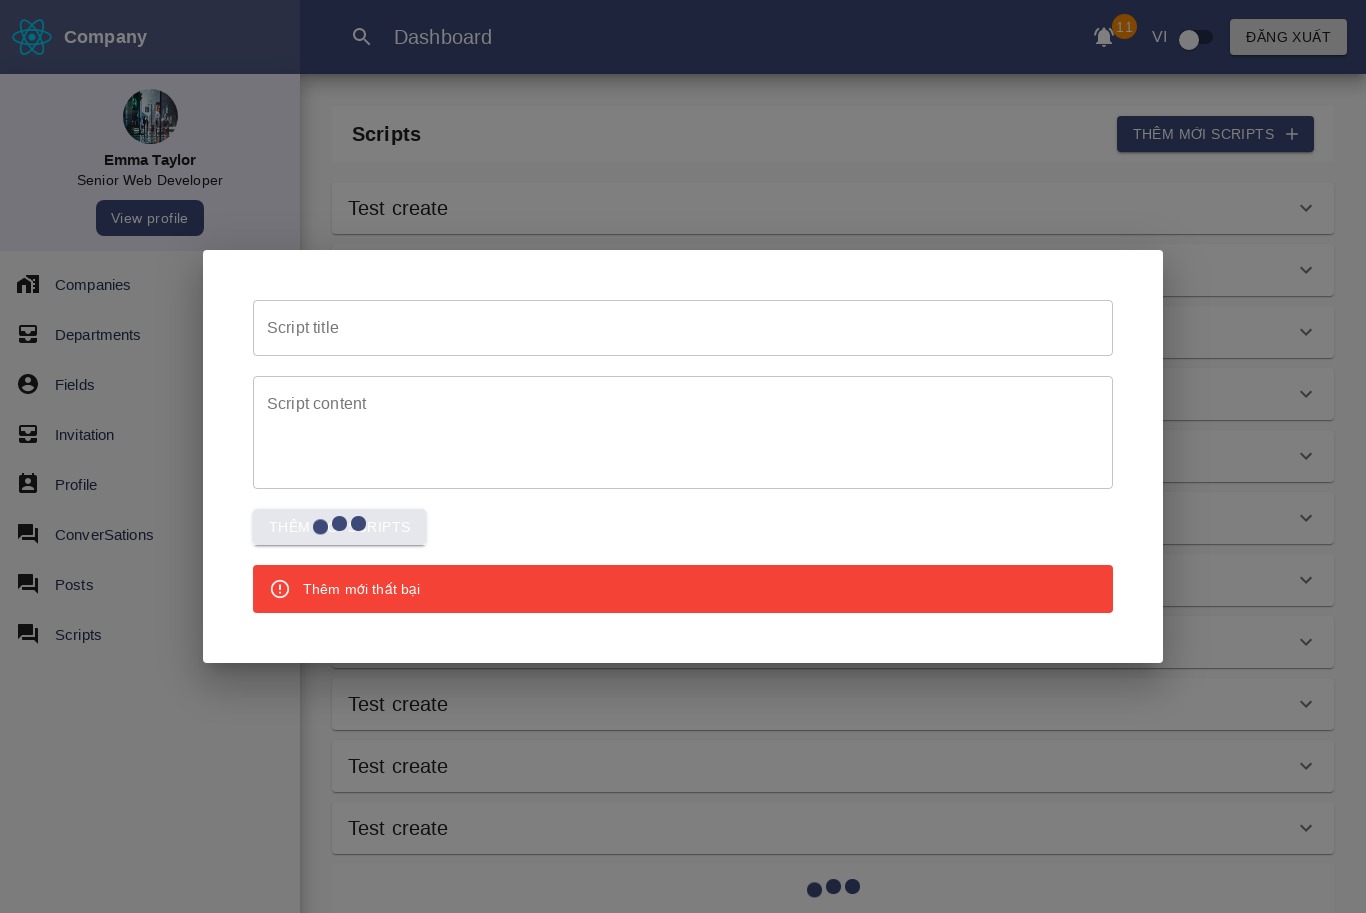 Company
Dashboard
11
VI
ĐĂNG XUẤT
Emma Taylor
Senior Web Developer
View profile
Companies
Departments
Fields
Invitation
Profile
ConverSations
Posts
Scripts
Scripts
THÊM MỚI SCRIPTS
Test create
Script title
Script content
THÊM
RIPTS
Thêm mới thất bại
Test create
Test create
Test create